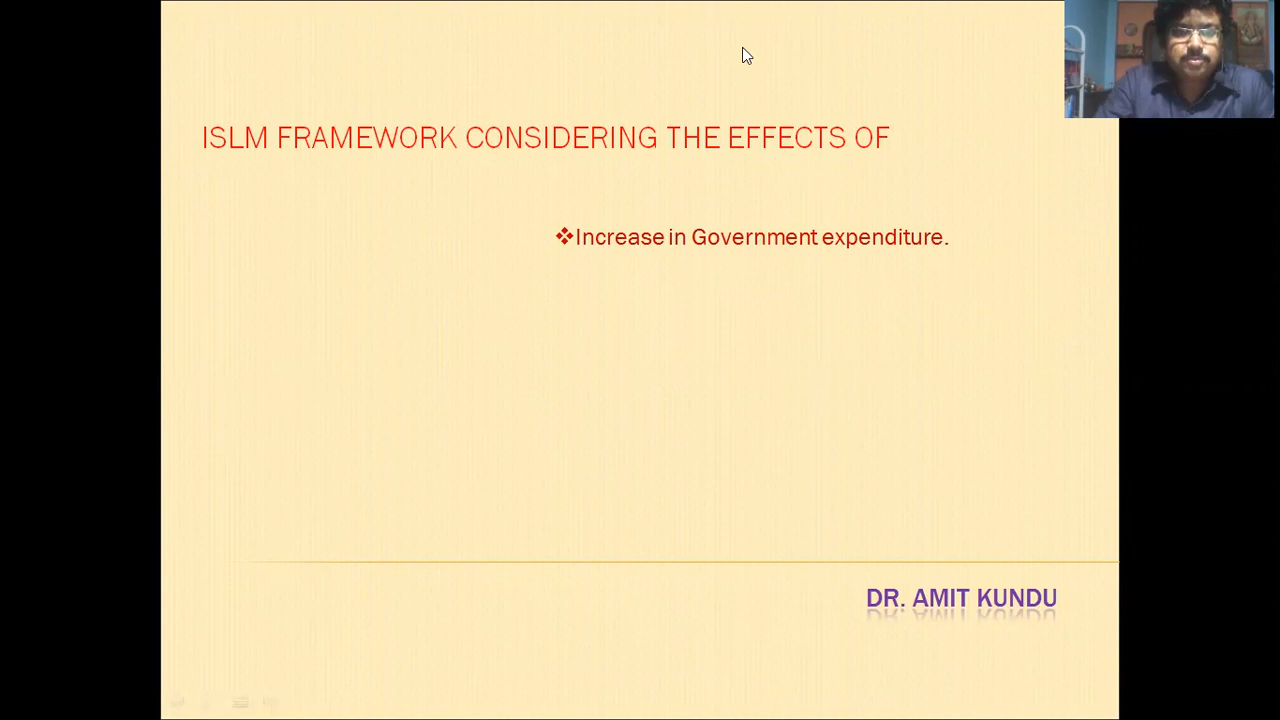 ISLM FRAMEWORK CONSIDERING THE EFFECTS OF
❖Increase in Government expenditure.
DR. AMIT KUNDU